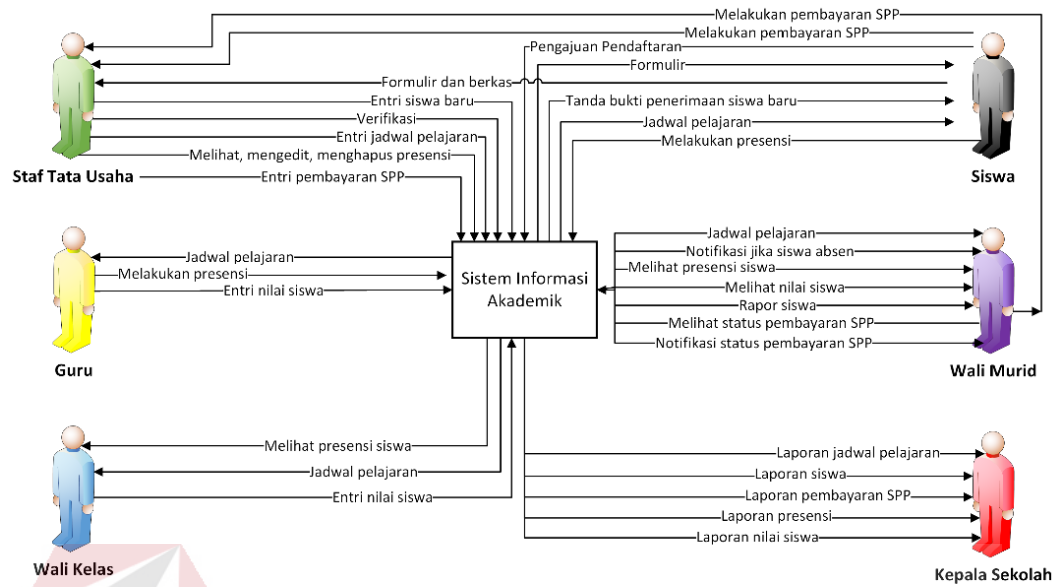 Melakukan pembayaran SPP
Melakukan pembayaran SPP
Pengajuan Pendaftaran
Formulir
Formulir dan berkas
Entri siswa baru
Tanda bukti penerimaan siswa baru
Verifikasi
Jadwal pelajaran
Entri jadwal pelajaran
Melakukan presensi
Melihat, mengedit, menghapus presensi
Entri pembayaran SPP
Staf Tata Usaha
Siswa
Jadwal pelajaran
Melakukan presensi
Entri nilai siswa
Guru
Sistem Informasi
Akademik
Jadwal pelajaran
Notifikasi jika siswa absen
Melihat presensi siswa
Melihat nilai siswa
Rapor siswa
Melihat status pembayaran SPP
Notifikasi status pembayaran SPP
Wali Murid
Melihat presensi siswa
Jadwal pelajaran
Entri nilai siswa
Wali Kelas
Laporan jadwal pelajaran
Laporan siswa
Laporan pembayaran SPP
Laporan presensi
Laporan nilai siswa
Kepala Sekolah